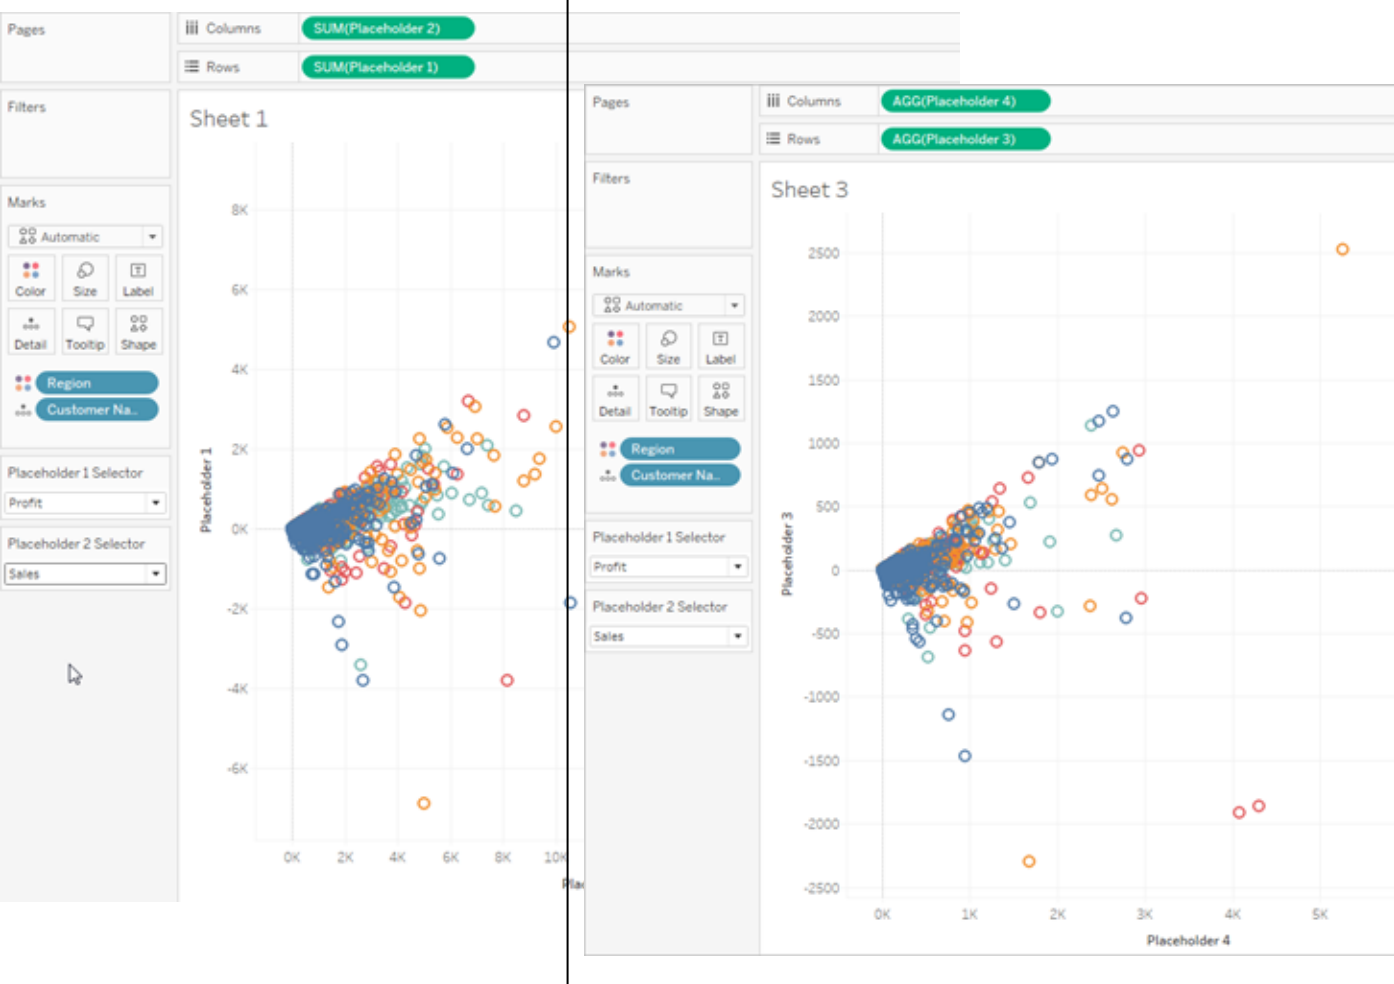 Pages
Columns
SUM(Placeholder 2)
Rows
SUM(Placeholder 1)
Filters
Sheet 1
Marks
Automatic
Color
Size
Label
Detail
Tooltip
Shape
Region
Customer Na..
Placeholder 1 Selector
Profit
Placeholder 2 Selector
Sales
Placeholder 1
8K
6K
4K
2K
0K
-2K
-4K
-6K
0K 2K 4K 6K 8K 10K
Pages
Columns
AGG(Placeholder 4)
Rows
AGG(Placeholder 3)
Filters
Sheet 3
Marks
Automatic
Color
Size
Label
Detail
Tooltip
Shape
Region
Customer Na..
Placeholder 1 Selector
Profit
Placeholder 2 Selector
Sales
Placeholder 3
2500
2000
1500
1000
500
0
-500
-1000
-1500
-2000
-2500
0K 1K 2K 3K 4K 5K
Placeholder 4